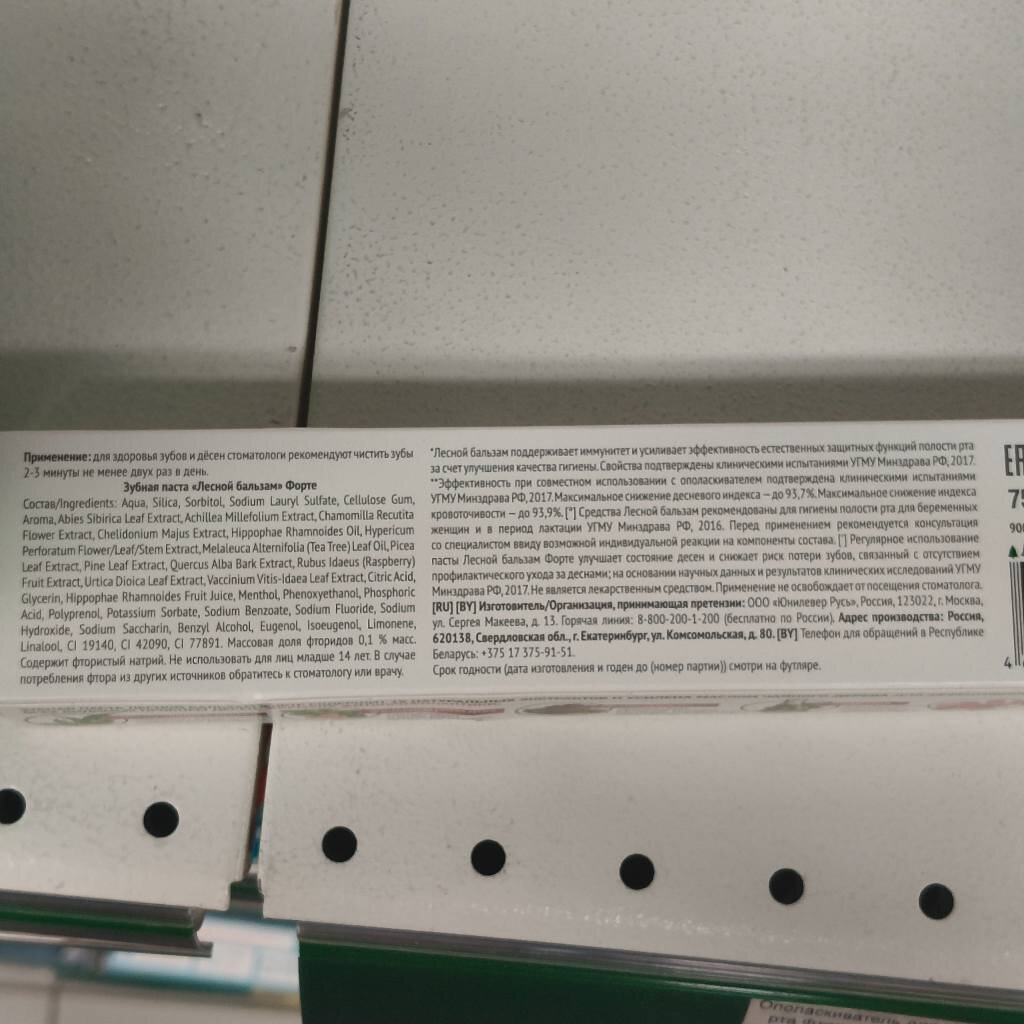 Применение: для здоровья зубов и дёсен стоматологи рекомендуют чистить зубы
2-3 минуты не менее двух раз в день.
Зубная паста «Лесной бальзам» Форте
Состав/Ingredients: Aqua, Silica, Sorbitol, Sodium Lauryl Sulfate, Cellulose Gum,
Aroma, Abies Sibirica Leaf Extract, Achillea Millefolium Extract, Chamomilla Recutita
Flower Extract, Chelidonium Majus Extract, Hippophae Rhamnoides Oil, Hypericum
Perforatum Flower/Leaf/Stem Extract, Melaleuca Alternifolia (Tea Tree) Leaf Oil, Picea
Leaf Extract, Pine Leaf Extract, Quercus Alba Bark Extract, Rubus Idaeus (Raspberry)
Fruit Extract, Urtica Dioica Leaf Extract, Vaccinium Vitis-Idaea Leaf Extract, Citric Acid,
Glycerin, Hippophae Rhamnoides Fruit Juice, Menthol, Phenoxyethanol, Phosphoric
Acid, Polyprenol, Potassium Sorbate, Sodium Benzoate, Sodium Fluoride, Sodium
Hydroxide, Sodium Saccharin, Benzyl Alcohol, Eugenol, Isoeugenol, Limonene,
Linalool, CI 19140, CI 42090, CI 77891. Массовая доля фторидов 0,1 % масс.
Содержит фтористый натрий. Не использовать для лиц младше 14 лет. В случае
потребления фтора из других источников обратитесь к стоматологу или врачу.
*Лесной бальзам поддерживает иммунитет и усиливает эффективность естественных защитных функций полости рта
за счет улучшения качества гигиены. Свойства подтверждены клиническими испытаниями УГМУ Минздрава РФ, 2017.
**Эффективность при совместном использовании с ополаскивателем подтверждена клиническими испытаниями
УГМУ Минздрава РФ, 2017. Максимальное снижение десневого индекса – до 93,7%. Максимальное снижение индекса
кровоточивости – до 93,9%. [*] Средства Лесной бальзам рекомендованы для гигиены полости рта для беременных
женщин и в период лактации УГМУ Минздрава РФ, 2016. Перед применением рекомендуется консультация
со специалистом ввиду возможной индивидуальной реакции на компоненты состава. [*] Регулярное использование
пасты Лесной бальзам Форте улучшает состояние десен и снижает риск потери зубов, связанный с отсутствием
профилактического ухода за деснами; на основании научных данных и результатов клинических исследований УГМУ
Минздрава РФ, 2017. Не является лекарственным средством. Применение не освобождает от посещения стоматолога.
[RU] [BY] Изготовитель/Организация, принимающая претензии: ООО «Юнилевер Русь», Россия, 123022, г. Москва,
ул. Сергея Макеева, д. 13. Горячая линия: 8-800-200-1-200 (бесплатно по России). Адрес производства: Россия,
620138, Свердловская обл., г. Екатеринбург, ул. Комсомольская, д. 80. [BY] Телефон для обращений в Республике
Беларусь: +375 17 375-91-51.
Срок годности (дата изготовления и годен до (номер партии)) смотри на футляре.
Ополаскиватель
рта